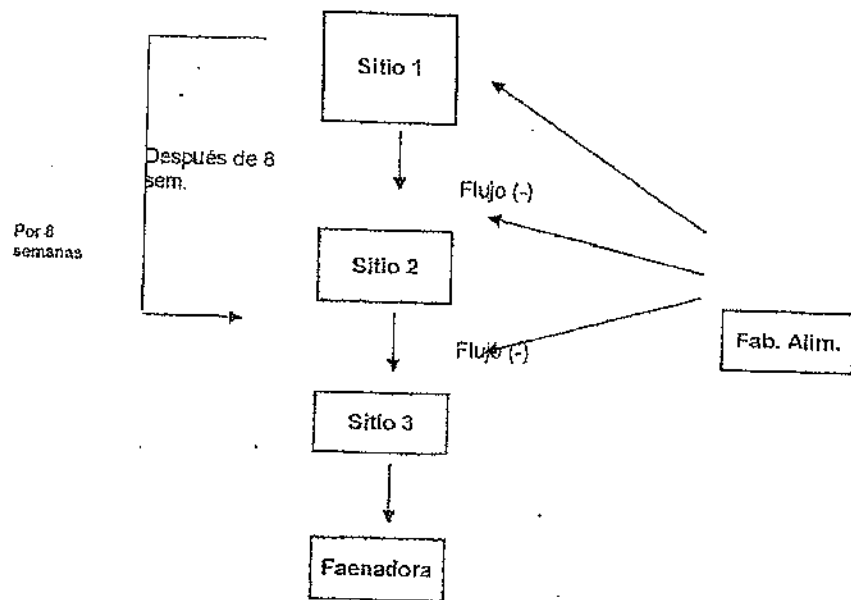 Sitio 1
Después de 8
sem.
Flujo (-)
Por 8
semanas
Sitio 2
Flujo (-)
Fab. Alim.
Sitio 3
Faenadora